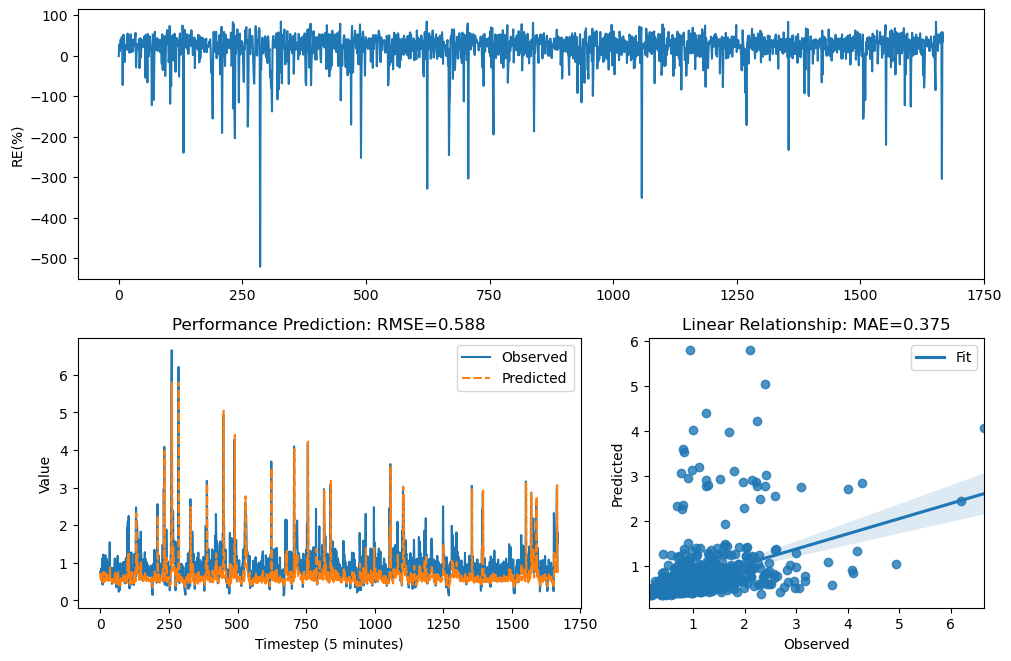 100
0
−100
−200
−300
−400
−500
RE(%)
0 250 500 750 1000 1250 1500 1750
Performance Prediction: RMSE=0.588
Observed
Predicted
6
5
4
3
2
1
0
Value
0 250 500 750 1000 1250 1500 1750
Timestep (5 minutes)
Linear Relationship: MAE=0.375
Fit
6
5
4
3
2
1
Predicted
1 2 3 4 5 6
Observed